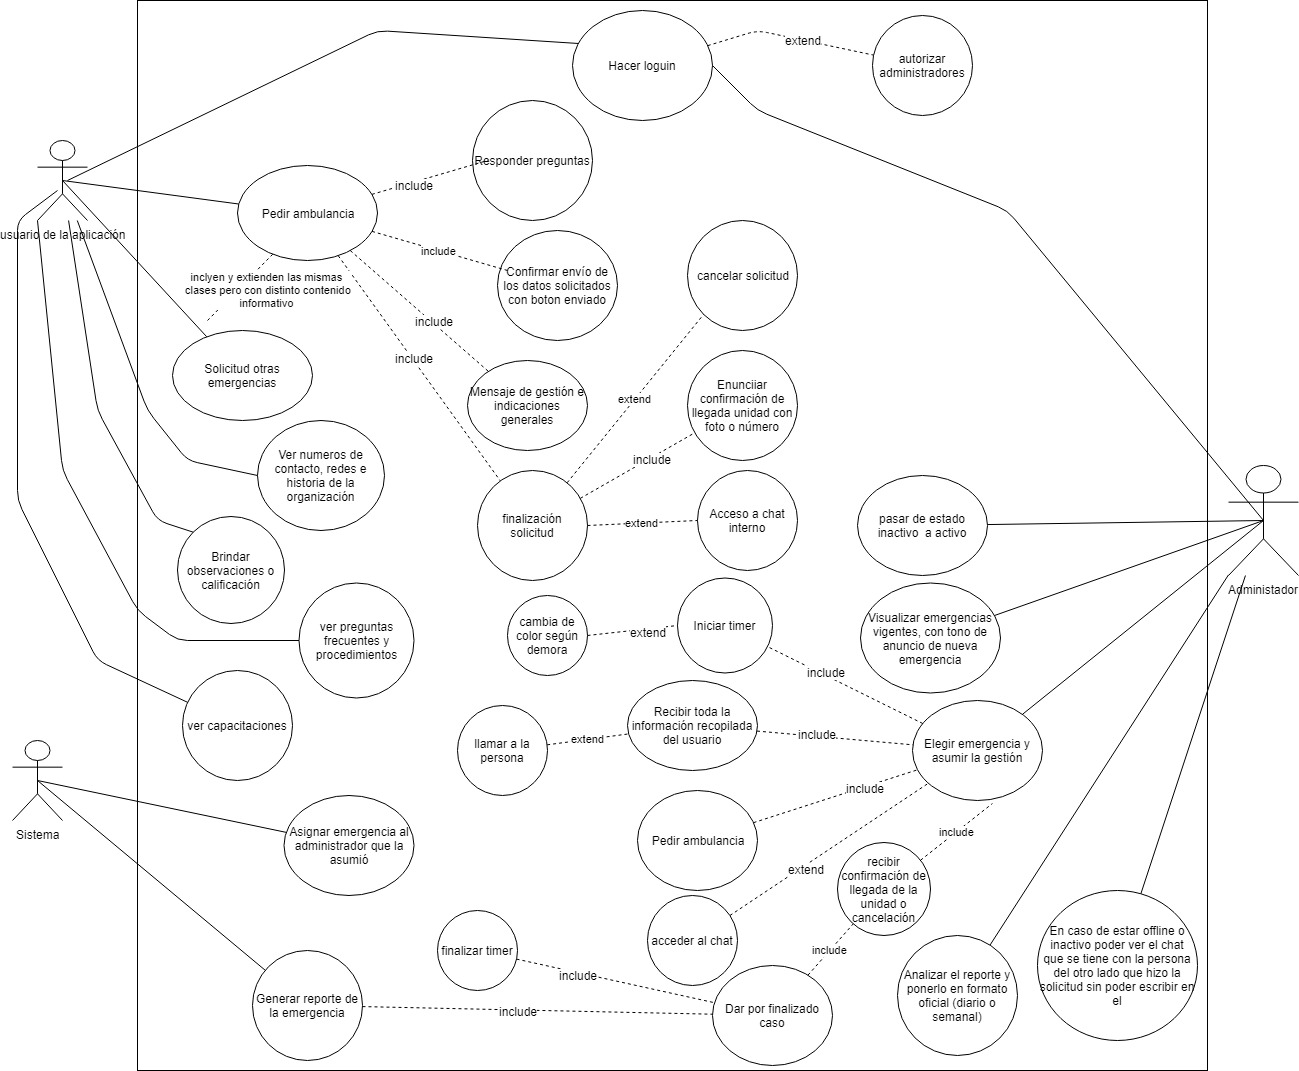 Hacer loguin
extend
autorizar
administradores
usuario de la aplicación
Responder preguntas
include
Pedir ambulancia
include
Confirmar envío de
los datos solicitados
con boton enviado
cancelar solicitud
inclyen y extienden las mismas
clases pero con distinto contenido
informativo
include
include
Solicitud otras
emergencias
Mensaje de gestión e
indicaciones
generales
extend
Enunciiar
confirmación de
llegada unidad con
foto o número
include
Ver numeros de
contacto, redes e
historia de la
organización
finalización
solicitud
extend
Acceso a chat
interno
pasar de estado
inactivo a activo
Administador
Brindar
observaciones o
calificación
ver preguntas
frecuentes y
procedimientos
cambia de
color según
demora
extend
Iniciar timer
Visualizar emergencias
vigentes, con tono de
anuncio de nueva
emergencia
include
ver capacitaciones
llamar a la
persona
extend
Recibir toda la
información recopilada
del usuario
include
Elegir emergencia y
asumir la gestión
Sistema
Asignar emergencia al
administrador que la
asumió
Pedir ambulancia
include
include
extend
recibir
confirmación de
llegada de la
unidad o
cancelación
acceder al chat
include
finalizar timer
include
Generar reporte de
la emergencia
include
Dar por finalizado
caso
Analizar el reporte y
ponerlo en formato
oficial (diario o
semanal)
En caso de estar offline o
inactivo poder ver el chat
que se tiene con la persona
del otro lado que hizo la
solicitud sin poder escribir en
el